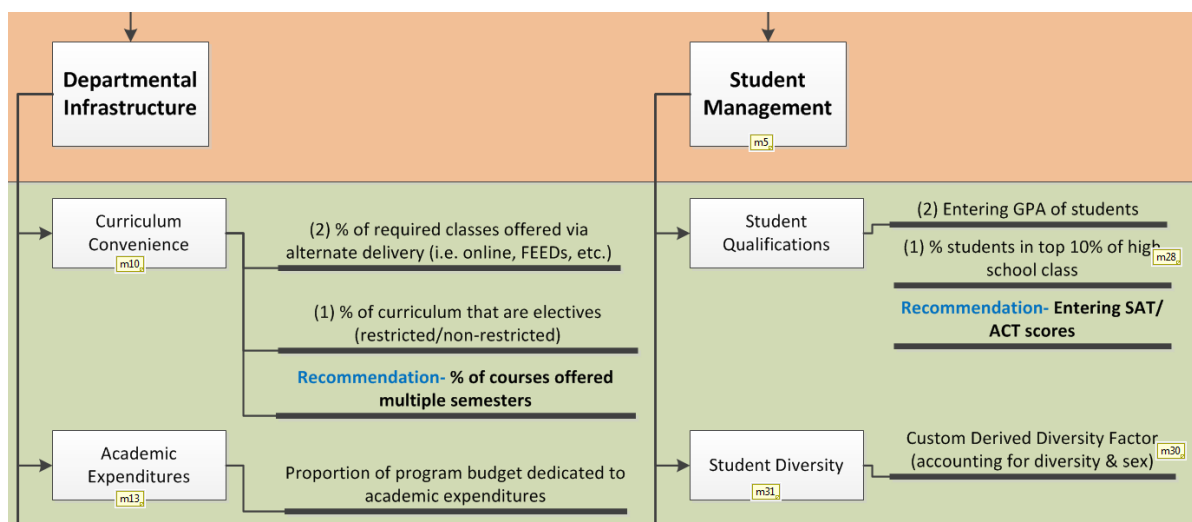 Departmental
Infrastructure
Student
Management
m5
Curriculum
Convenience
m10
(2) % of required classes offered via
alternate delivery (i.e. online, FEEDs, etc.)
(1) % of curriculum that are electives
(restricted/non-restricted)
Recommendation- % of courses offered
multiple semesters
Student
Qualifications
(2) Entering GPA of students
(1) % students in top 10% of high
school class
m28
Recommendation- Entering SAT/
ACT scores
Academic
Expenditures
m13
Proportion of program budget dedicated to
academic expenditures
Student Diversity
m31
Custom Derived Diversity Factor
(accounting for diversity & sex)
m30